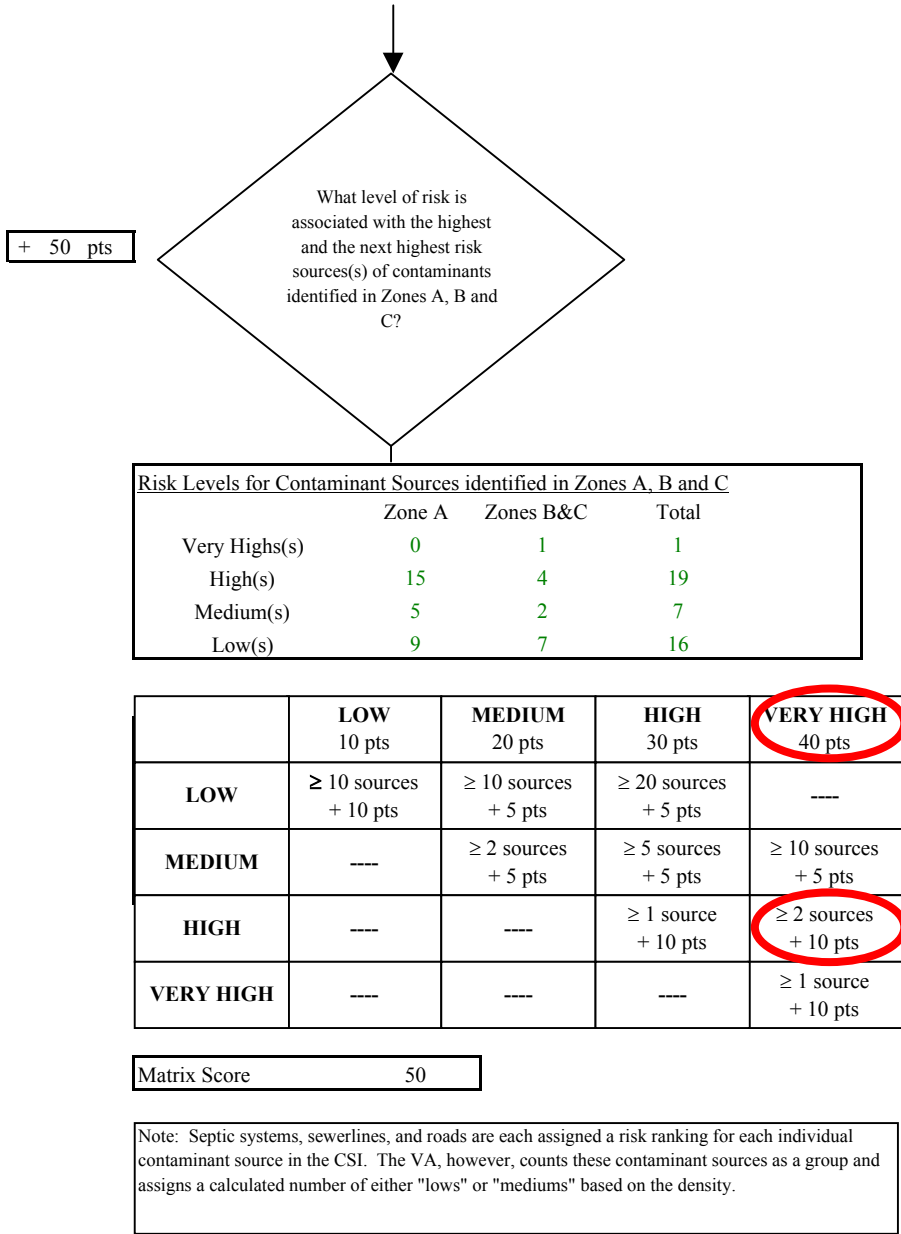 What level of risk is
associated with the highest
and the next highest risk
sources(s) of contaminants
identified in Zones A, B and
C?
+ 50 pts
Risk Levels for Contaminant Sources identified in Zones A, B and C
Zone A Zones B&C Total
Very Highs(s) 0 1 1
High(s) 15 4 19
Medium(s) 5 2 7
Low(s) 9 7 16
LOW MEDIUM HIGH VERY HIGH
10 pts 20 pts 30 pts 40 pts
LOW ≥ 10 sources ≥ 10 sources ≥ 20 sources ----
+ 10 pts + 5 pts + 5 pts
MEDIUM ---- ≥ 2 sources ≥ 5 sources ≥ 10 sources
+ 5 pts + 5 pts + 5 pts
HIGH ---- ---- ≥ 1 source ≥ 2 sources
+ 10 pts + 10 pts
VERY HIGH ---- ---- ---- ≥ 1 source
+ 10 pts
Matrix Score 50
Note: Septic systems, sewerlines, and roads are each assigned a risk ranking for each individual
contaminant source in the CSI. The VA, however, counts these contaminant sources as a group and
assigns a calculated number of either "lows" or "mediums" based on the density.